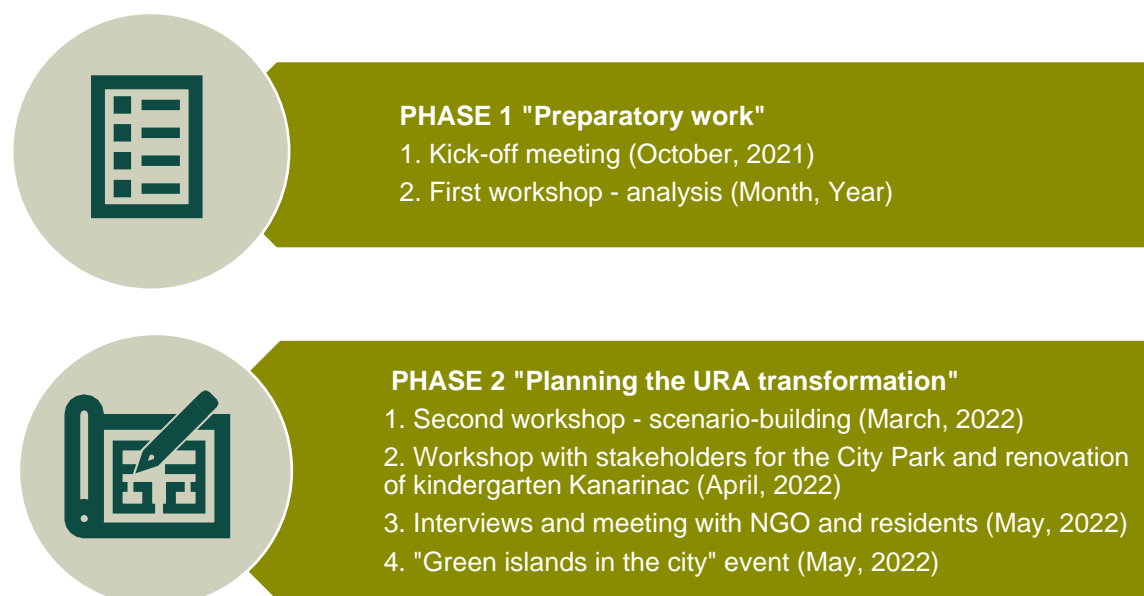 PHASE 1 "Preparatory work"
1. Kick-off meeting (October, 2021)
2. First workshop - analysis (Month, Year)
PHASE 2 "Planning the URA transformation"
1. Second workshop - scenario-building (March, 2022)
2. Workshop with stakeholders for the City Park and renovation
of kindergarten Kanarinac (April, 2022)
3. Interviews and meeting with NGO and residents (May, 2022)
4. "Green islands in the city" event (May, 2022)